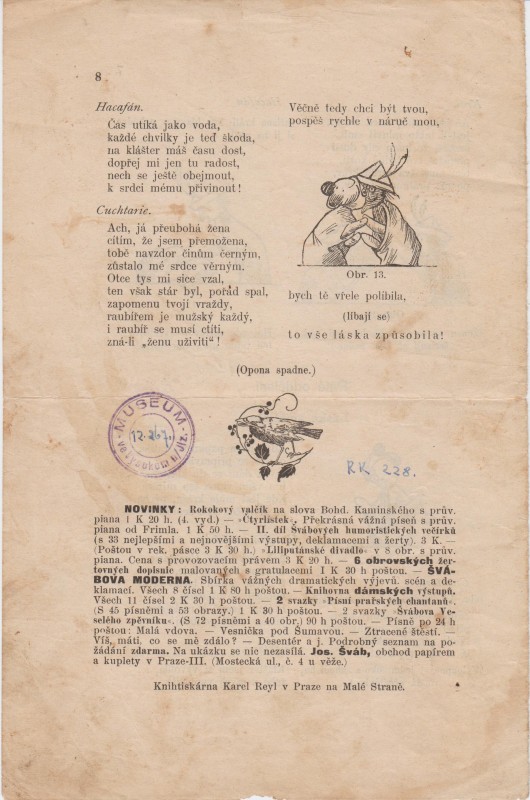 8
Hacafán.
Čas utíká jako voda,
každé chvilky je teď škoda,
na klášter máš času dost,
dopřej mi jen tu radost,
nech se ještě obejmout,
k srdci mému přivinout!
Cuchtarie.
Ach, já přeubohá žena
cítím, že jsem přemožena,
tobě navzdor činům černým,
zůstalo mé srdce věrným.
Otce tys mi sice vzal,
ten však stár byl, pořád spal,
zapomenu tvoji vraždy,
raubířem je mužský každý,
i raubíř se musí ctíti,
zná-li „ženu uživiti“!
Věčně tedy chci být tvou,
pospěš rychle v náruč mou,
Obr. 13.
bych tě vřele políbila,
(líbají se)
to vše láska způsobila!
(Opona spadne.)
MUSEUM
12.267.
RK 228.
NOVINKY: Rokokový valčík na slova Bohd. Kaminského s prův.
piana 1 K 20 h. (4. vyd.) — »Čtyrlístek«. Překrásná vážná píseň s prův.
piana od Frimla. 1 K 50 h. — II. díl Švábových humoristických večírků
(s 33 nejlepšími a nejnovějšími výstupy, deklamacemi a žerty). 3 K. —
(Poštou v rek. pásce 3 K 30 h.) »Liliputánské divadlo« v 8 obr. s prův.
piana. Cena s provozovacím právem 3 K 20 h. — 6 obrovských žer-
tovných dopisnic malovaných s gratulacemi 1 K 30 h poštou. — ŠVÁ-
BOVA MODERNA. Sbírka vážných dramatických výjevů. scén a de-
klamací. Všech 8 čísel 1 K 80 h poštou. — Knihovna dámských výstupů.
Všech 11 čísel 2 K 30 h. poštou. — 2 svazky »Písní pražských chantanů«.
(S 45 písněmi a 53 obrazy.) 1 K 30 h poštou. — 2 svazky »Švábova Ve-
selého zpěvníku«. (S 72 písněmi a 40 obr.) 90 h poštou. — Písně po 24 h
poštou: Malá vdova. — Vesnička pod Šumavou. — Ztracené štěstí. —
Víš, máti, co se mě zdálo? — Desentér a j. Podrobný seznam na po-
žádání zdarma. Na ukázku se nic nezasílá. Jos. Šváb, obchod papírem
a kuplety v Praze-III. (Mostecká ul., č. 4 u věže.)
Knihtiskárna Karel Reyl v Praze na Malé Straně.